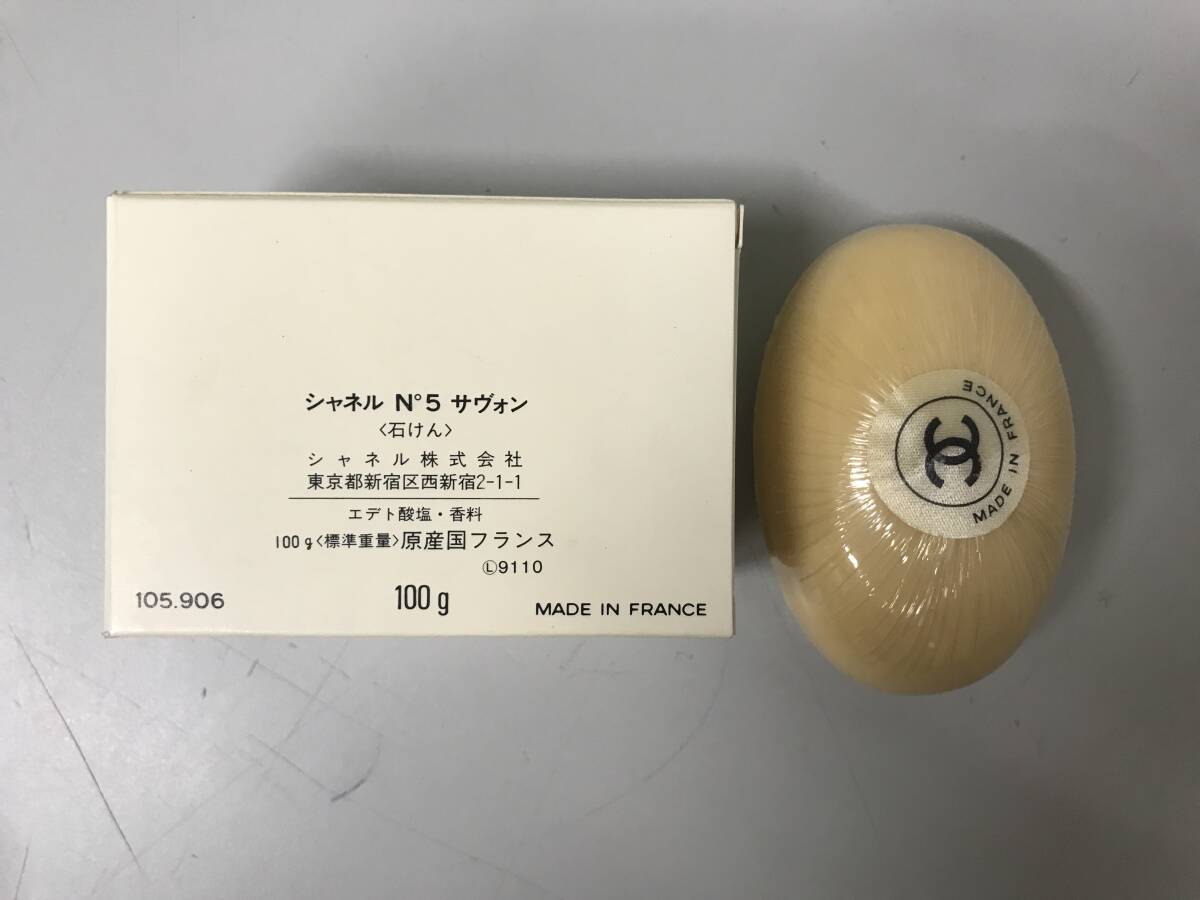 シャネル N°5 サヴォン
〈石けん〉
シャネル株式会社
東京都新宿区西新宿2-1-1
エデト酸塩・香料
100g〈標準重量〉原産国フランス
Ⓛ9110
105.906 100 g MADE IN FRANCE
MADE IN FRANCE